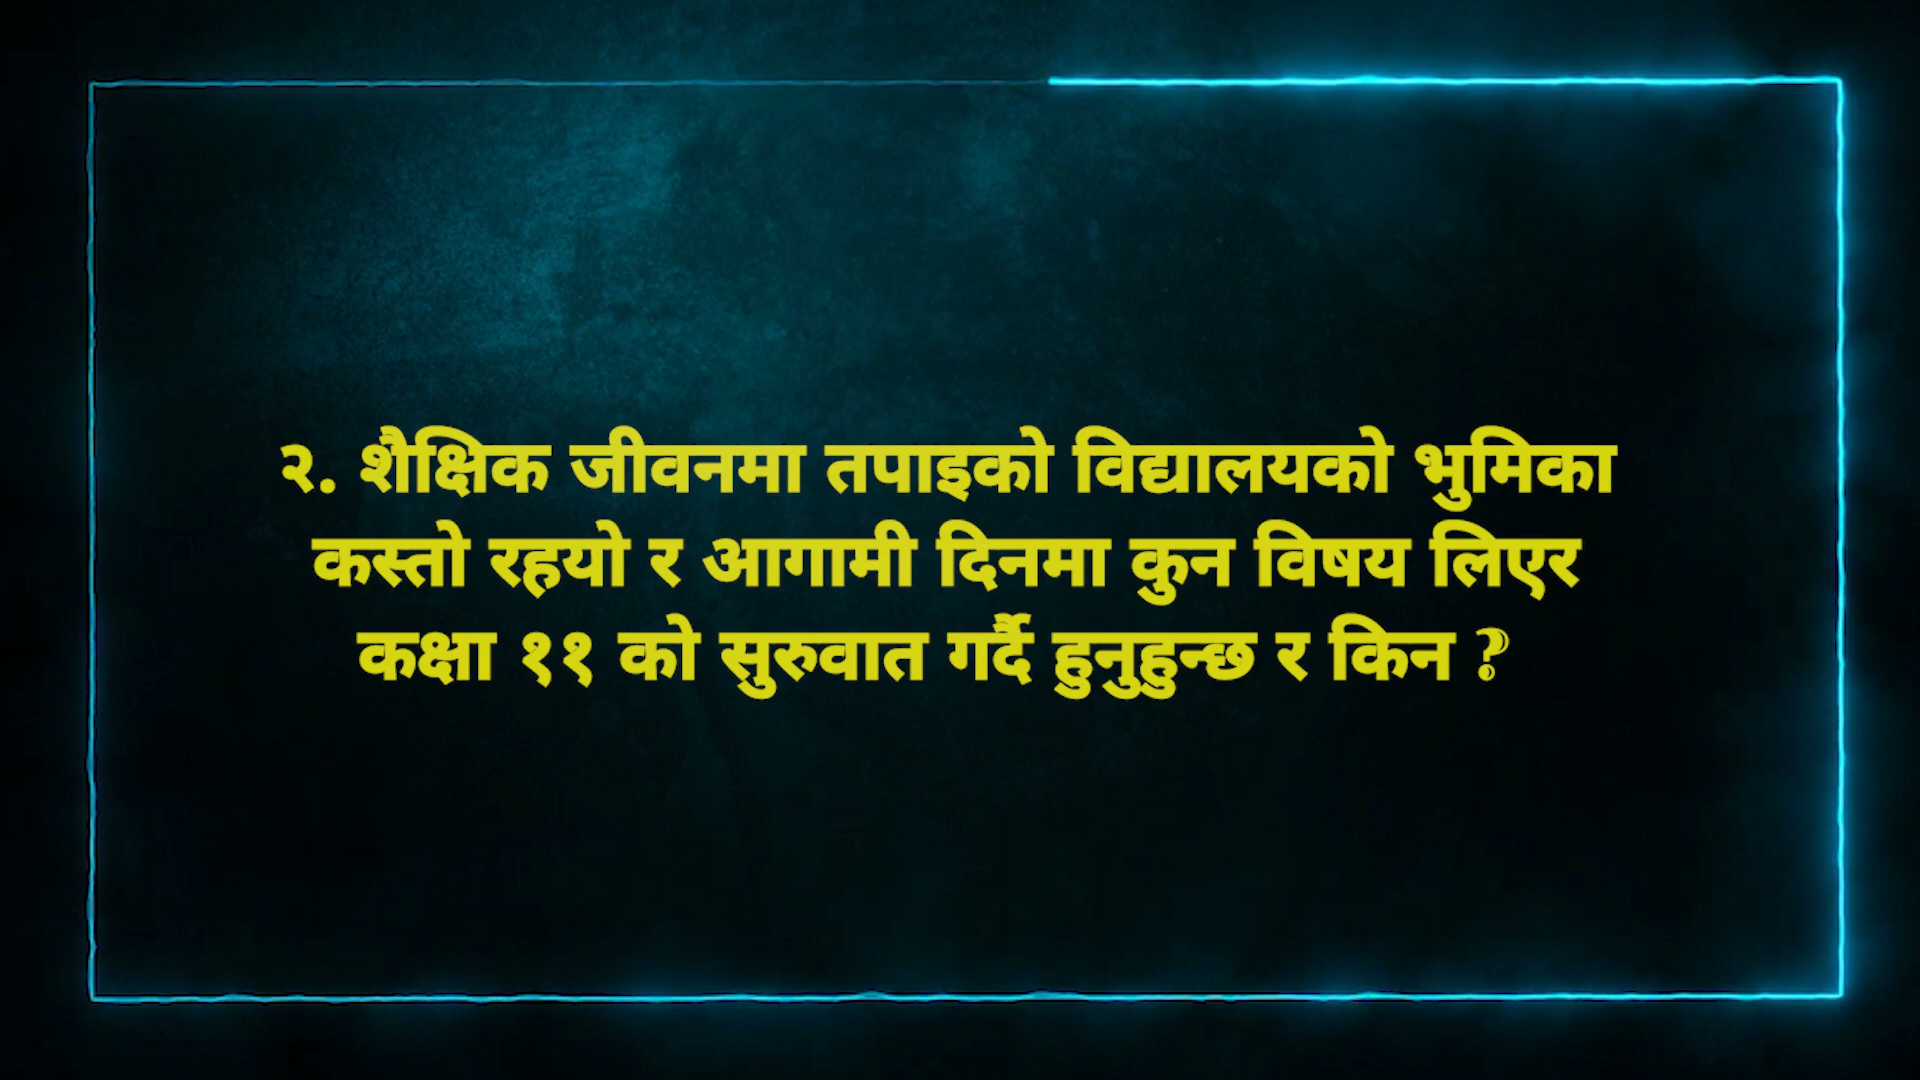 २. शैक्षिक जीवनमा तपाइको विद्यालयको भुमिका
कस्तो रहयो र आगामी दिनमा कुन विषय लिएर
कक्षा ११ को सुरुवात गर्दै हुनुहुन्छ र किन ?